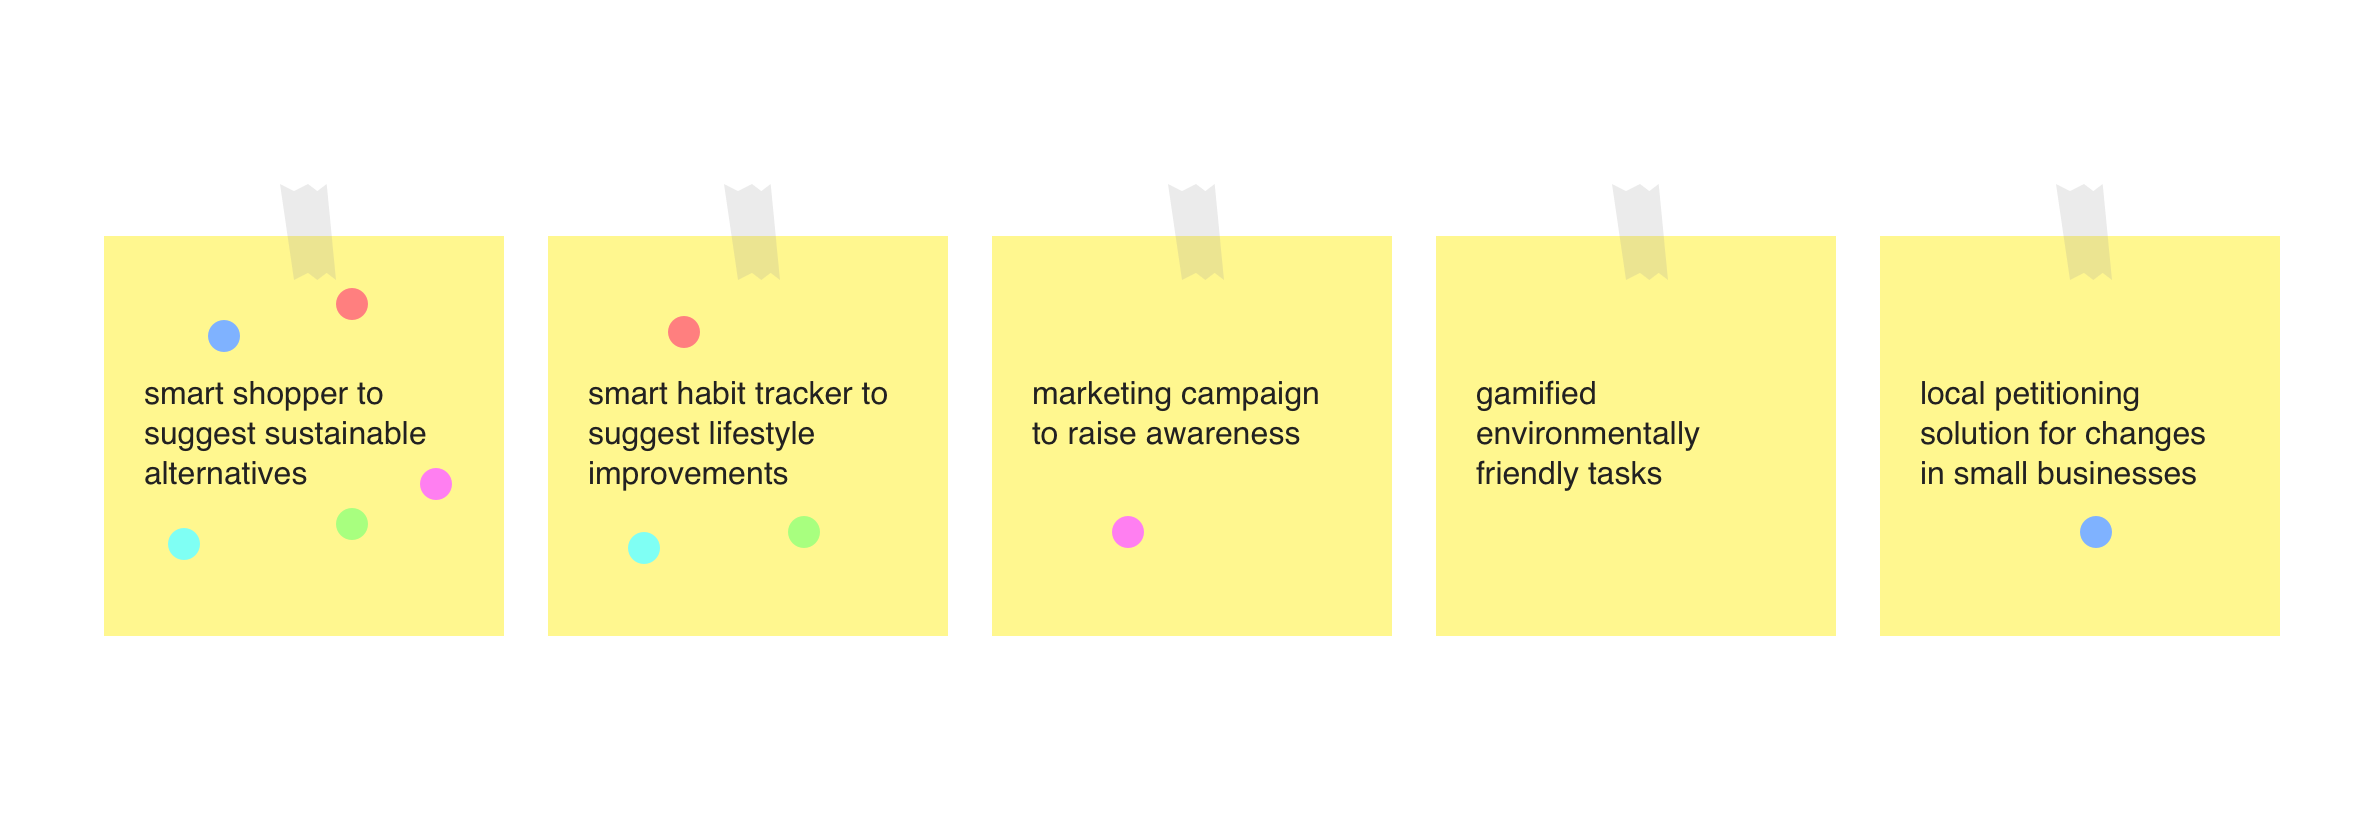 smart shopper to
suggest sustainable
alternatives
smart habit tracker to
suggest lifestyle
improvements
marketing campaign
to raise awareness
gamified
environmentally
friendly tasks
local petitioning
solution for changes
in small businesses